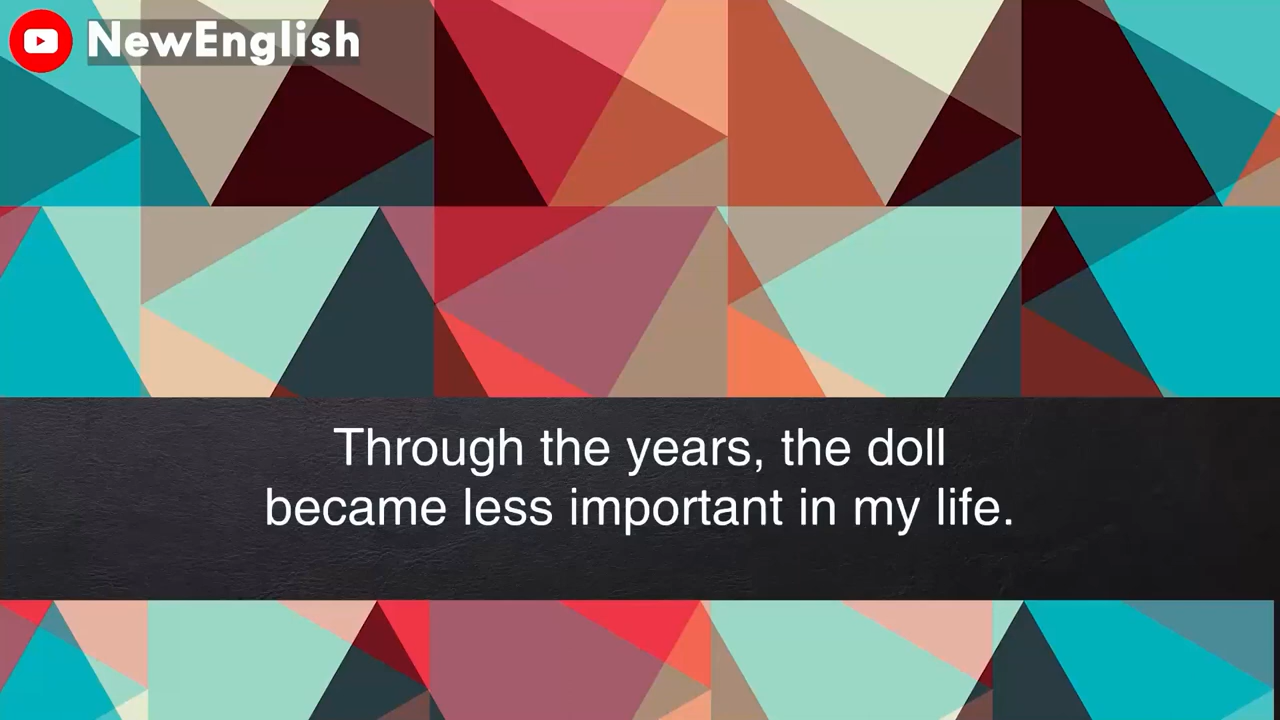 NewEnglish
Through the years, the doll
became less important in my life.